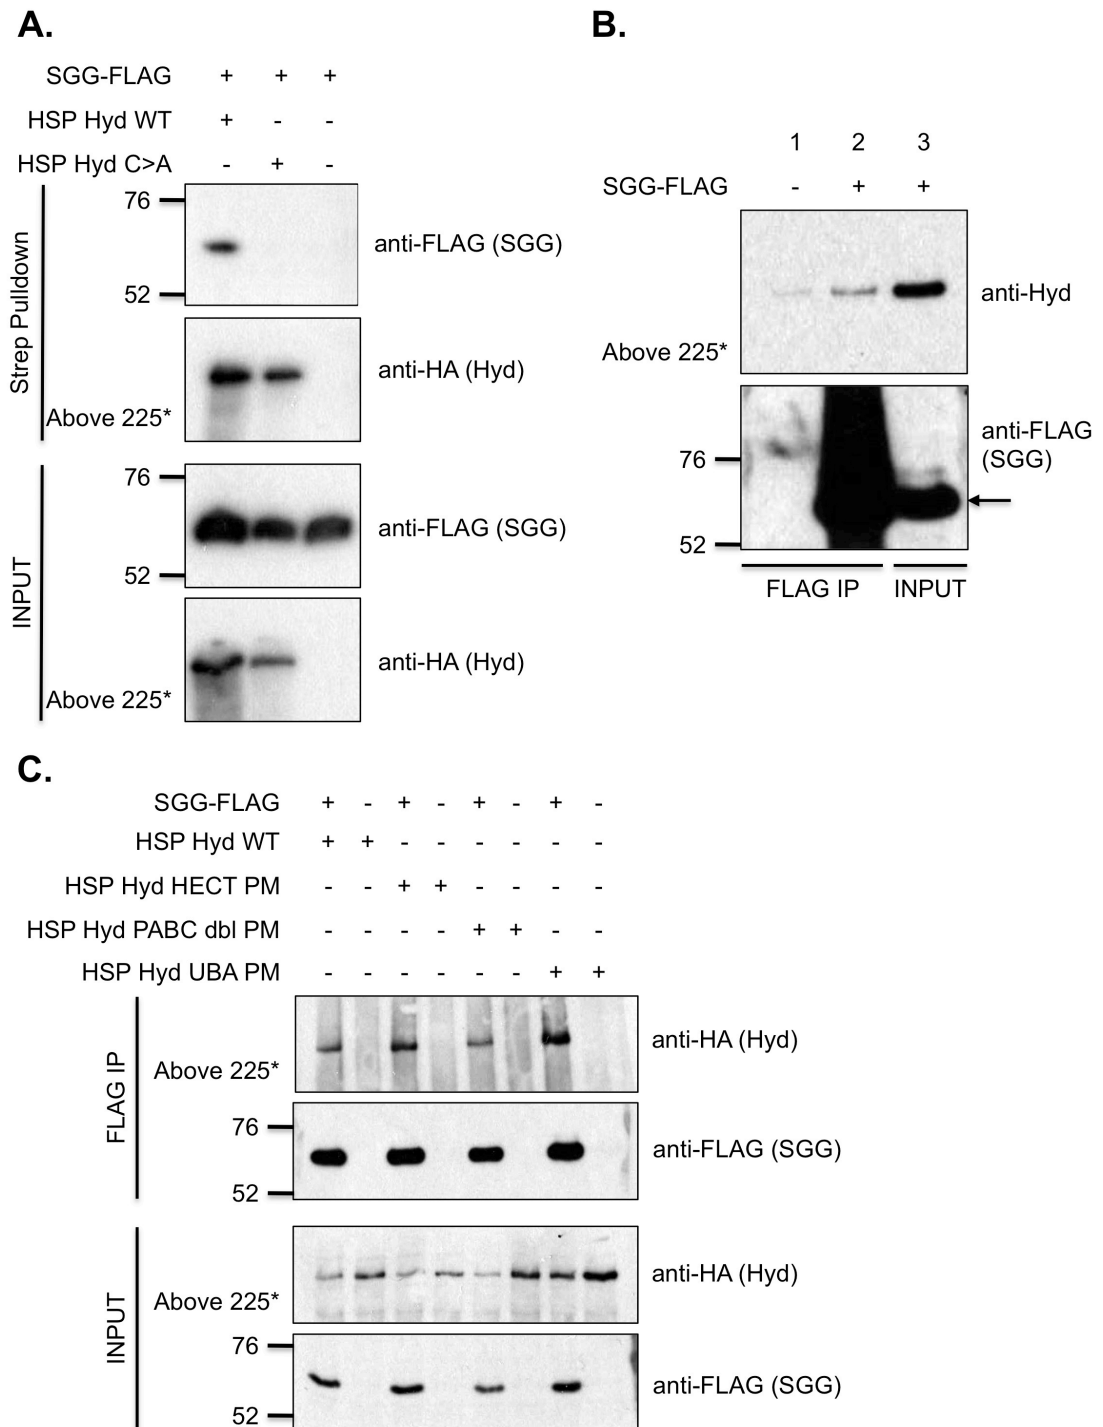 A.
SGG-FLAG + + +
HSP Hyd WT + - -
HSP Hyd C>A - + -
Strep Pulldown
76
52
anti-FLAG (SGG)
anti-HA (Hyd)
Above 225*
INPUT
76
52
anti-FLAG (SGG)
anti-HA (Hyd)
Above 225*
B.
1 2 3
SGG-FLAG - + +
anti-Hyd
Above 225*
anti-FLAG
(SGG)
76
52
FLAG IP INPUT
C.
SGG-FLAG + - + - + - + -
HSP Hyd WT + + - - - - - -
HSP Hyd HECT PM - - + + - - - -
HSP Hyd PABC dbl PM - - - - + + - -
HSP Hyd UBA PM - - - - - - + +
FLAG IP
anti-HA (Hyd)
Above 225*
76
anti-FLAG (SGG)
52
INPUT
anti-HA (Hyd)
Above 225*
76
anti-FLAG (SGG)
52